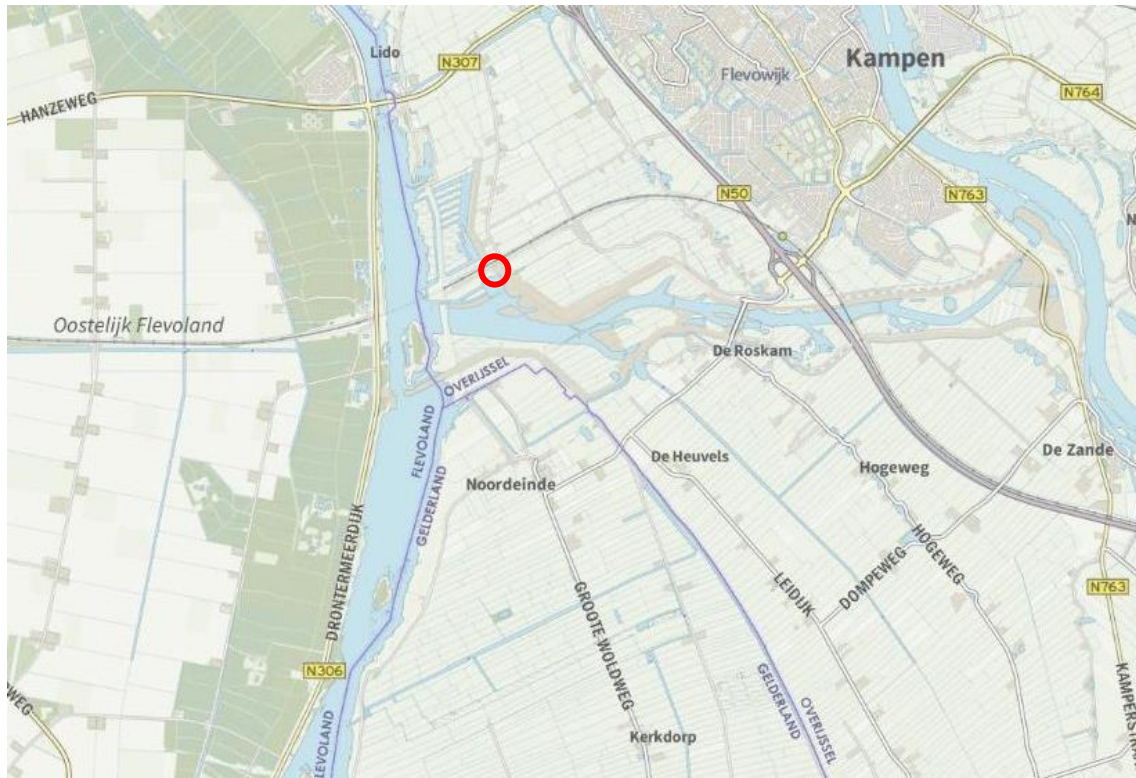 Lido
N307
HANZEWEG
Flevowijk
Kampen
N764
N50
N763
Oostelijk Flevoland
De Roskam
OVERIJSSEL
FLEVOLAND
GELDERLAND
Noordeinde
De Heuvels
Hogeweg
De Zande
DRONTERMEERDIJK
GROOTE WOLDWEG
LEIDIJK
DOMPEWEG
HOGEWEG
N763
N306
GELDERLAND
OVERIJSSEL
FLEVOLAND
Kerkdorp